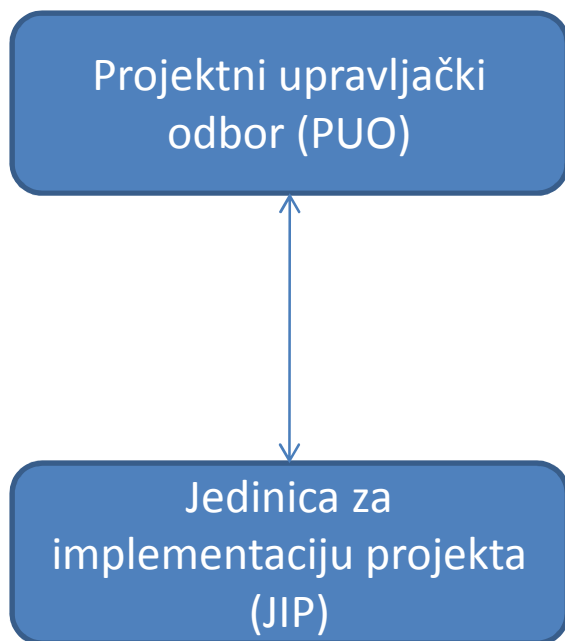 Projektni upravljački
odbor (PUO)
Jedinica za
implementaciju projekta
(JIP)